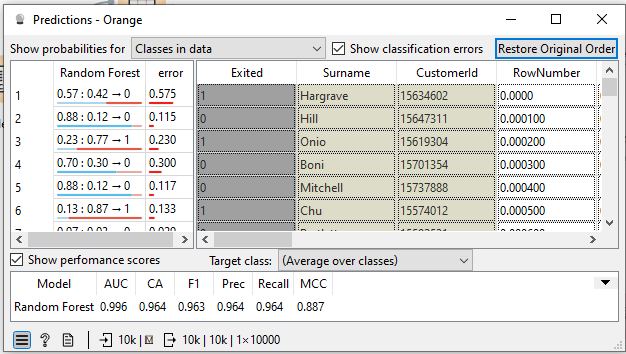 Predictions - Orange
Show probabilities for Classes in data Show classification errors Restore Original Order
Random Forest error Exited Surname CustomerId RowNumber
1 0.57 : 0.42 → 0 0.575 1 Hargrave 15634602 0.0000
2 0.88 : 0.12 → 0 0.115 0 Hill 15647311 0.000100
3 0.23 : 0.77 → 1 0.230 1 Onio 15619304 0.000200
4 0.70 : 0.30 → 0 0.300 0 Boni 15701354 0.000300
5 0.88 : 0.12 → 0 0.117 0 Mitchell 15737888 0.000400
6 0.13 : 0.87 → 1 0.133 1 Chu 15574012 0.000500
Show perfomance scores Target class: (Average over classes)
Model AUC CA F1 Prec Recall MCC
Random Forest 0.996 0.964 0.963 0.964 0.964 0.887
10k | 10k | 10k | 1×10000